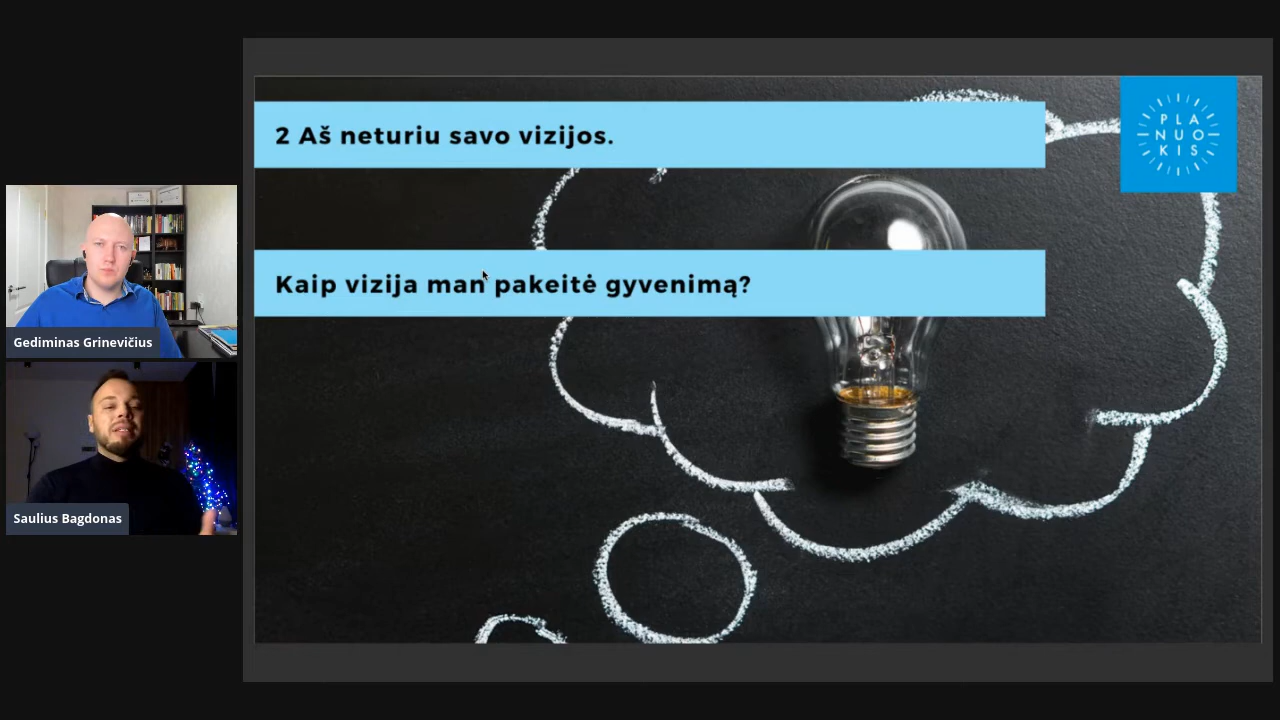 2 Aš neturiu savo vizijos.
PLA
NUO
KIS
Kaip vizija man pakeitė gyvenimą?
Gediminas Grinevičius
Saulius Bagdonas